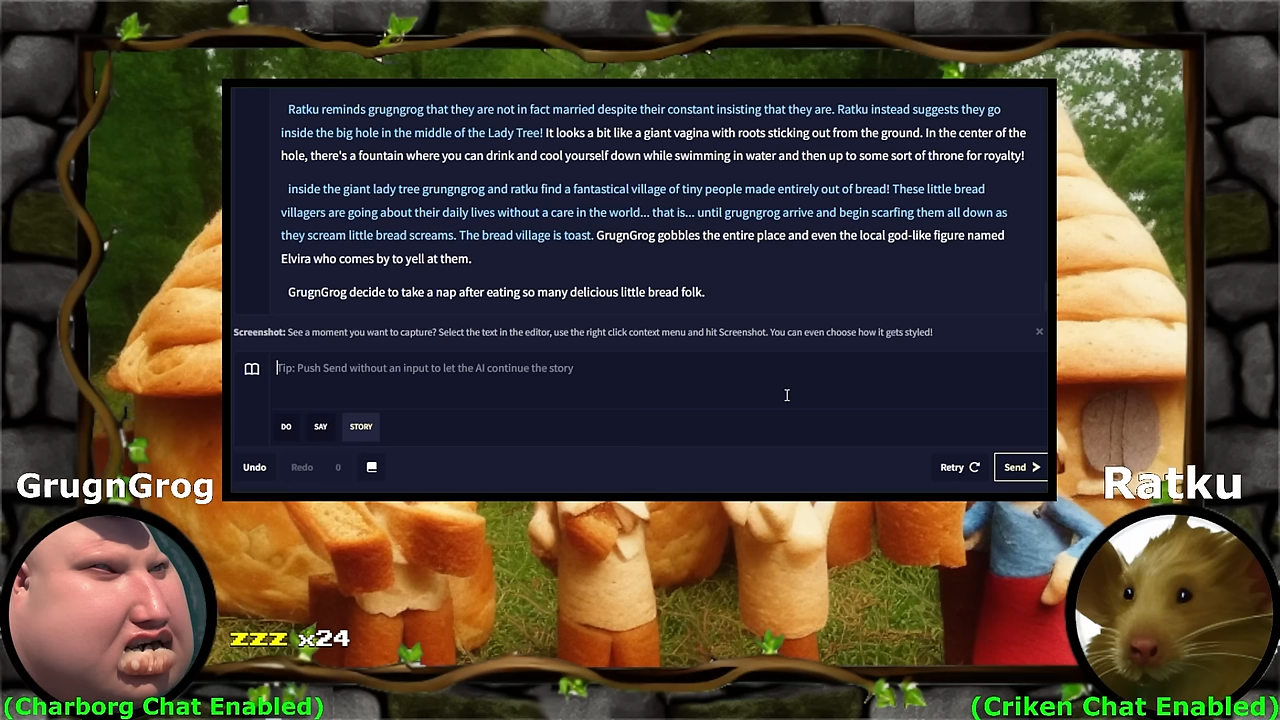 Ratku reminds grugngrog that they are not in fact married despite their constant insisting that they are. Ratku instead suggests they go
inside the big hole in the middle of the Lady Tree! It looks a bit like a giant vagina with roots sticking out from the ground. In the center of the
hole, there's a fountain where you can drink and cool yourself down while swimming in water and then up to some sort of throne for royalty!
inside the giant lady tree grungngrog and ratku find a fantastical village of tiny people made entirely out of bread! These little bread
villagers are going about their daily lives without a care in the world... that is... until grugngrog arrive and begin scarfing them all down as
they scream little bread screams. The bread village is toast. GrugnGrog gobbles the entire place and even the local god-like figure named
Elvira who comes by to yell at them.
GrugnGrog decide to take a nap after eating so many delicious little bread folk.
Screenshot: See a moment you want to capture? Select the text in the editor, use the right click context menu and hit Screenshot. You can even choose how it gets styled!
Tip: Push Send without an input to let the AI continue the story
DO SAY STORY
Undo Redo 0 Retry Send
GrugnGrog
Ratku
zzz x24
(Charborg Chat Enabled)
(Criken Chat Enabled)